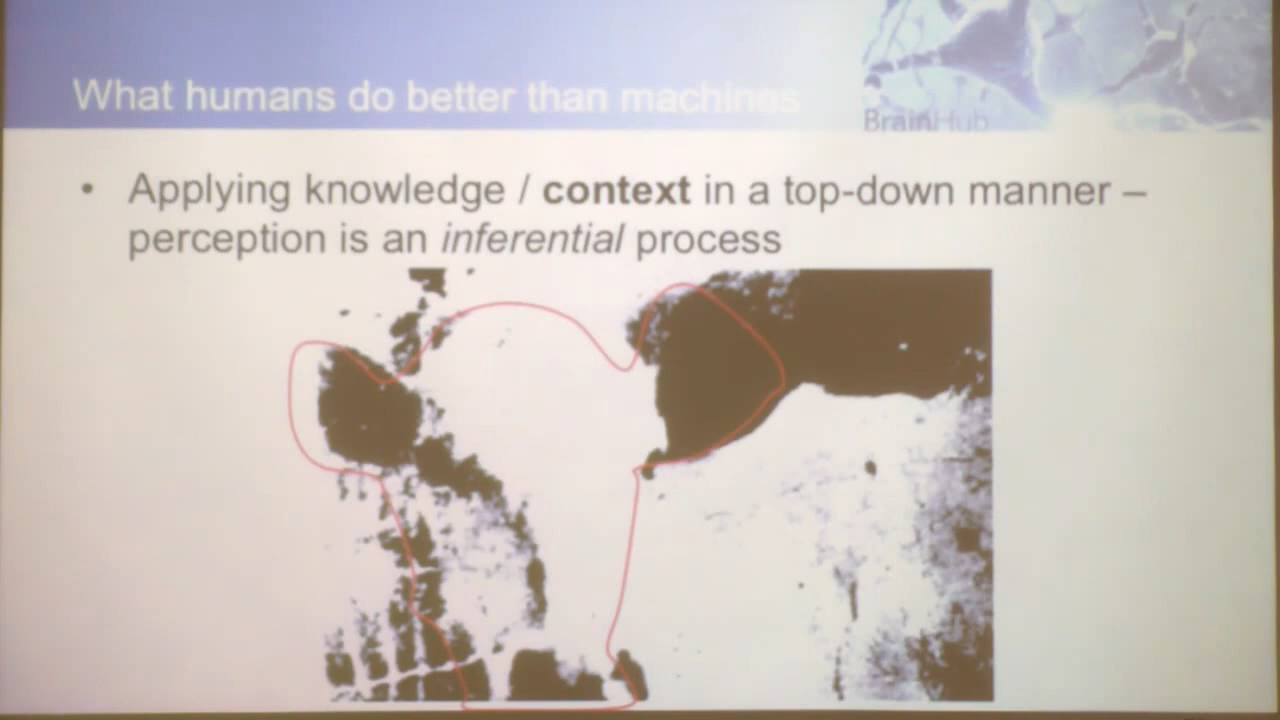 What humans do better than machines
BrainHub
• Applying knowledge / context in a top-down manner –
perception is an inferential process